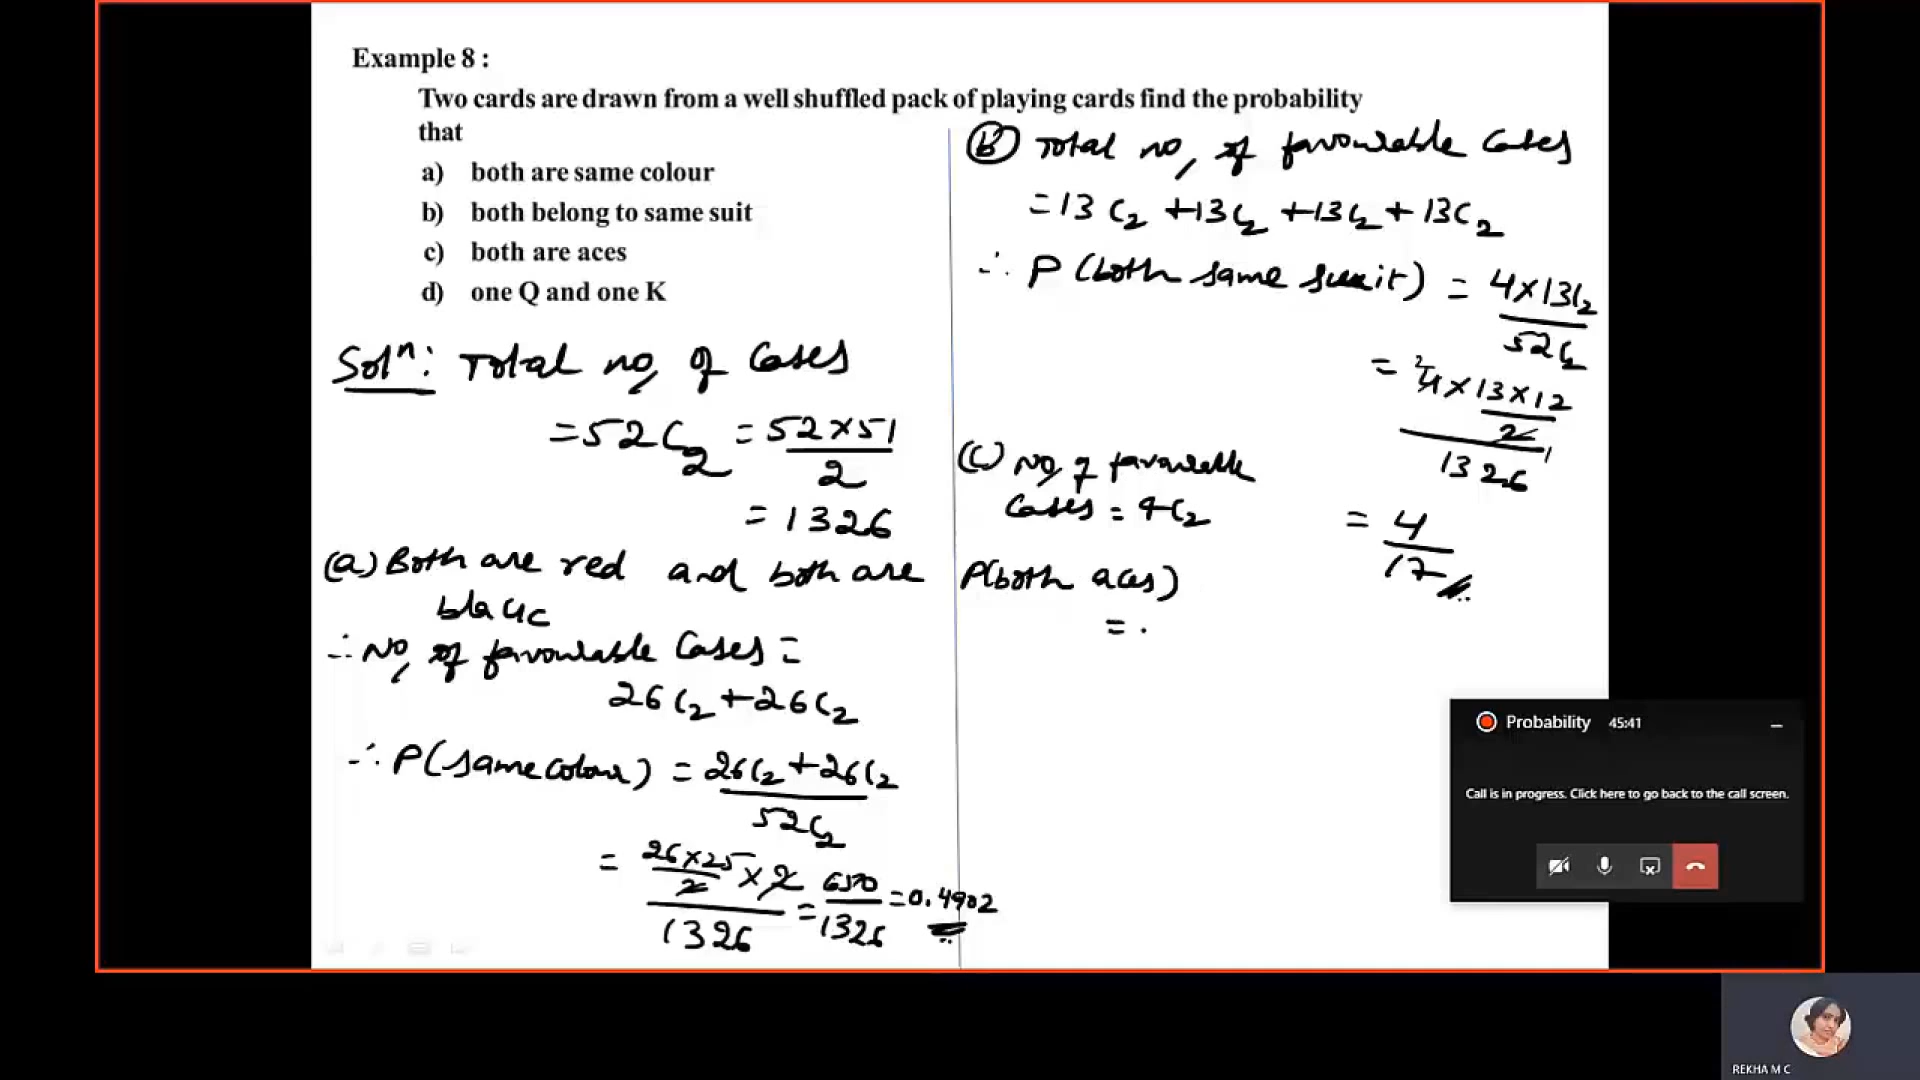 Example 8 :
Two cards are drawn from a well shuffled pack of playing cards find the probability
that
a) both are same colour
b) both belong to same suit
c) both are aces
d) one Q and one K
Solⁿ: Total no, of Cases
= 52C₂ = 52×51
2
= 1326
(a) Both are red and both are
black
∴ No, of favourable Cases =
26C₂ + 26C₂
∴ P(same colour) = 26C₂ + 26C₂
52C₂
= 26×25 × 2 = 650 = 0.4902
2
1326 1326
(b) Total no, of favourable Cases
= 13C₂ + 13C₂ + 13C₂ + 13C₂
∴ P (both same suit) = 4×13C₂
52C₂
= ²4×13×12
2 1
1326
= 4
17
(C) No, of favourable
Cases = 4C₂
P(both aces)
= .
Probability 45:41
Call is in progress. Click here to go back to the call screen.
REKHA M C